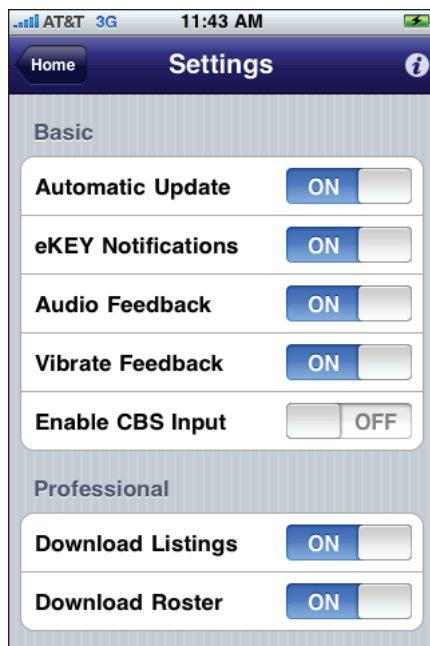 AT&T 3G 11:43 AM
Home Settings i
Basic
Automatic Update ON
eKEY Notifications ON
Audio Feedback ON
Vibrate Feedback ON
Enable CBS Input OFF
Professional
Download Listings ON
Download Roster ON